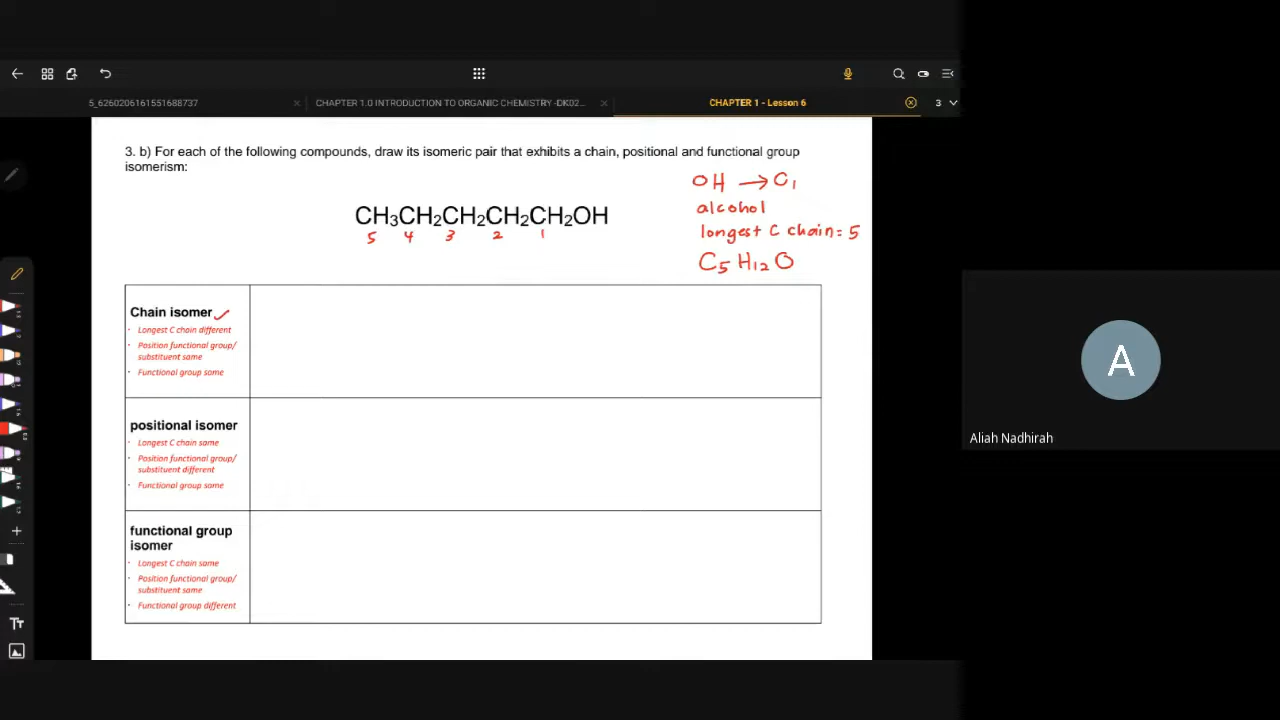 5_6260206161551688737
CHAPTER 1.0 INTRODUCTION TO ORGANIC CHEMISTRY -DK02...
CHAPTER 1 - Lesson 6
3
3. b) For each of the following compounds, draw its isomeric pair that exhibits a chain, positional and functional group
isomerism:
OH → C₁
alcohol
longest C chain = 5
C₅H₁₂O
CH₃CH₂CH₂CH₂CH₂OH
5 4 3 2 1
Chain isomer ✓
· Longest C chain different
· Position functional group/
substituent same
· Functional group same
positional isomer
· Longest C chain same
· Position functional group/
substituent different
· Functional group same
functional group
isomer
· Longest C chain same
· Position functional group/
substituent same
· Functional group different
Tт
A
Aliah Nadhirah